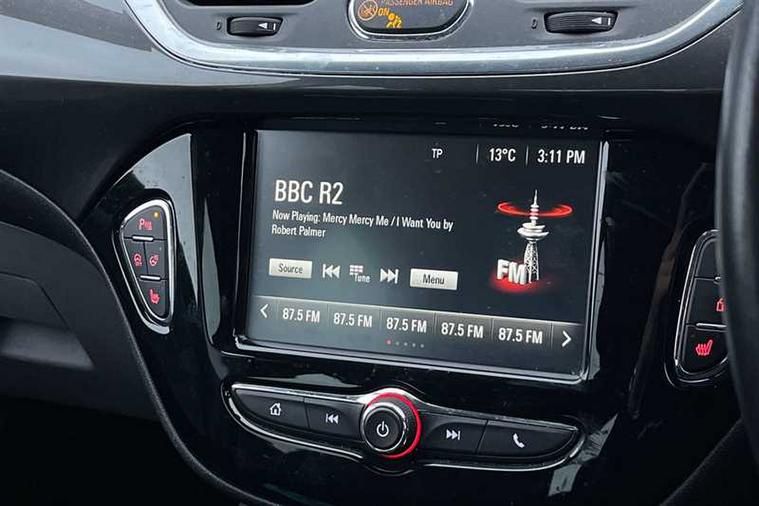 PASSENGER AIRBAG
ON
TP 13°C 3:11 PM
BBC R2
Now Playing: Mercy Mercy Me / I Want You by
Robert Palmer
FM
Source Tune Menu
87.5 FM 87.5 FM 87.5 FM 87.5 FM 87.5 FM